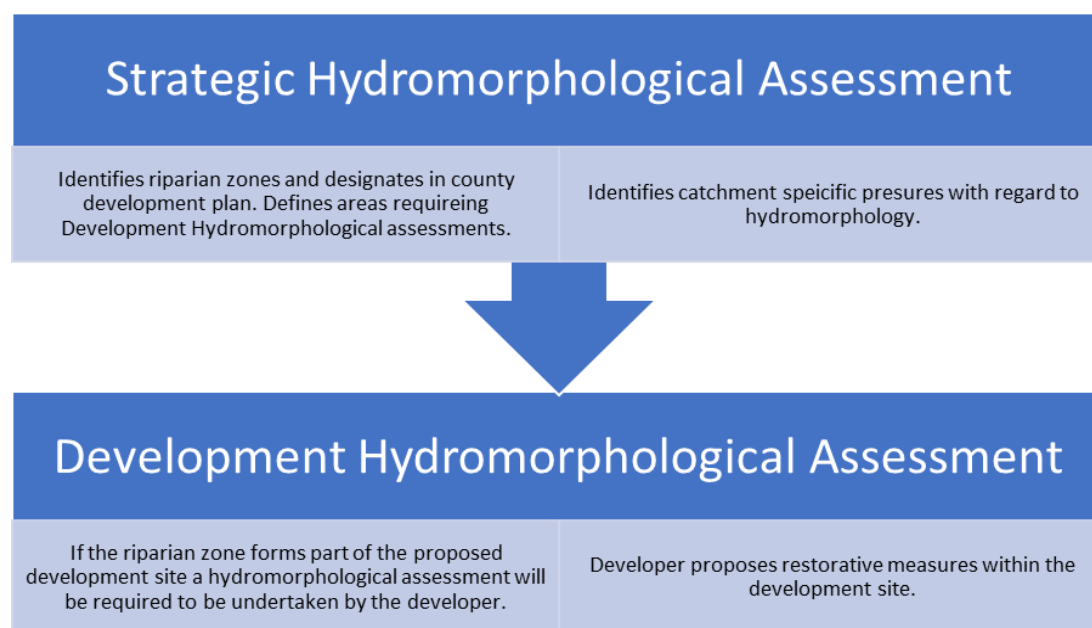 Strategic Hydromorphological Assessment
Identifies riparian zones and designates in county
development plan. Defines areas requireing
Development Hydromorphological assessments.
Identifies catchment speicific presures with regard to
hydromorphology.
Development Hydromorphological Assessment
If the riparian zone forms part of the proposed
development site a hydromorphological assessment will
be required to be undertaken by the developer.
Developer proposes restorative measures within the
development site.